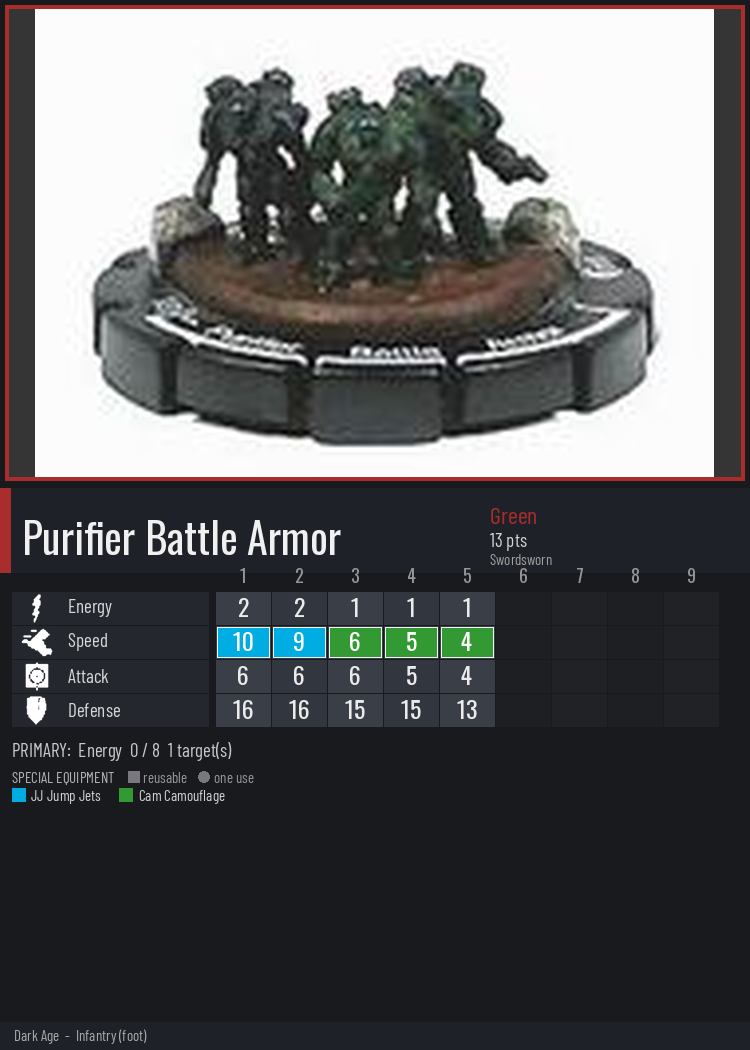 Purifier Battle Armor
Green
13 pts
Swordsworn
1 2 3 4 5 6 7 8 9
Energy 2 2 1 1 1
Speed 10 9 6 5 4
Attack 6 6 6 5 4
Defense 16 16 15 15 13
PRIMARY: Energy 0 / 8 1 target(s)
SPECIAL EQUIPMENT reusable one use
JJ Jump Jets Cam Camouflage
Dark Age - Infantry (foot)